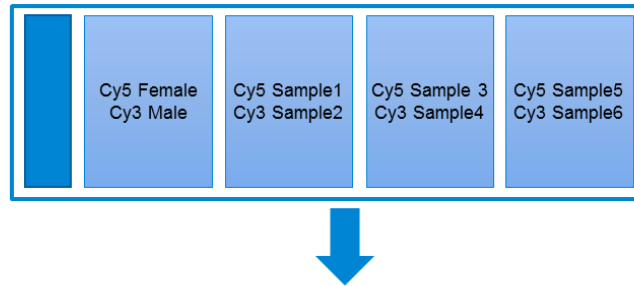 Cy5 Female
Cy3 Male
Cy5 Sample1
Cy3 Sample2
Cy5 Sample 3
Cy3 Sample4
Cy5 Sample5
Cy3 Sample6